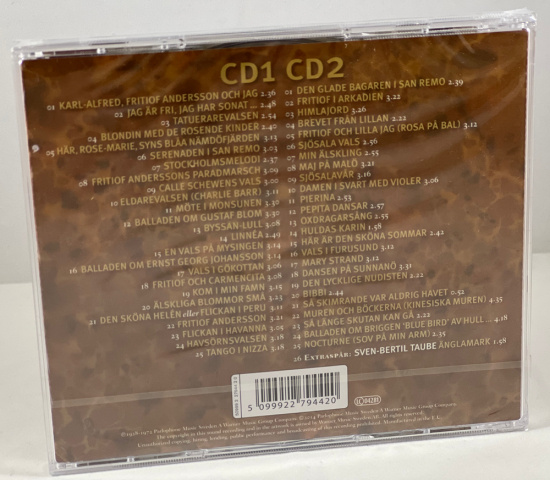 CD1 CD2
01 KARL-ALFRED, FRITIOF ANDERSSON OCH JAG 2.36
02 JAG ÄR FRI, JAG HAR SONAT ... 2.48
03 TATUERAREVALSEN 2.54
04 BLONDIN MED DE ROSENDE KINDER 2.40
05 HÄR, ROSE-MARIE, SYNS BLÅA NÄMDÖFJÄRDEN 3.13
06 SERENADEN I SAN REMO 3.03
07 STOCKHOLMSMELODI 2.37
08 FRITIOF ANDERSSONS PARADMARSCH 3.09
09 CALLE SCHEWENS VALS 3.00
10 ELDAREVALSEN (CHARLIE BARR) 3.11
11 MÖTE I MONSUNEN 3.30
12 BALLADEN OM GUSTAF BLOM 3.30
13 BYSSAN-LULL 3.08
14 LINNÉA 2.49
15 EN VALS PÅ MYSINGEN 3.14
16 BALLADEN OM ERNST GEORG JOHANSSON 3.14
17 VALS I GÖKOTTAN 3.06
18 FRITIOF OCH CARMENCITA 3.08
19 KOM I MIN FAMN 3.15
20 ÄLSKLIGA BLOMMOR SMÅ 3.23
21 DEN SKÖNA HELÉN eller FLICKAN I PERU 3.11
22 FRITIOF ANDERSSON 3.21
23 FLICKAN I HAVANNA 3.05
24 HAVSÖRNSVALSEN 3.18
25 TANGO I NIZZA 3.18
01 DEN GLADE BAGAREN I SAN REMO 2.39
02 FRITIOF I ARKADIEN 3.22
03 HIMLAJORD 3.26
04 BREVET FRÅN LILLAN 2.22
05 FRITIOF OCH LILLA JAG (ROSA PÅ BAL) 3.12
06 SJÖSALA VALS 2.56
07 MIN ÄLSKLING 2.55
08 MAJ PÅ MALÖ 3.21
09 SJÖSALAVÅR 3.16
10 DAMEN I SVART MED VIOLER 3.06
11 PIERINA 2.53
12 PEPITA DANSAR 2.57
13 OXDRAGARSÅNG 2.55
14 HULDAS KARIN 1.58
15 HÄR ÄR DEN SKÖNA SOMMAR 2.42
16 VALS I FURUSUND 3.12
17 MARY STRAND 3.12
18 DANSEN PÅ SUNNANÖ 3.31
19 DEN LYCKLIGE NUDISTEN 2.22
20 BIBBI 2.44
21 SÅ SKIMRANDE VAR ALDRIG HAVET 0.52
22 MUREN OCH BÖCKERNA (KINESISKA MUREN) 4.35
23 SÅ LÄNGE SKUTAN KAN GÅ 2.22
24 BALLADEN OM BRIGGEN 'BLUE BIRD' AV HULL ... 4.18
25 NOCTURNE (SOV PÅ MIN ARM) 2.35
26 EXTRASPÅR: SVEN-BERTIL TAUBE ÄNGLAMARK 1.58
5 099922 794420